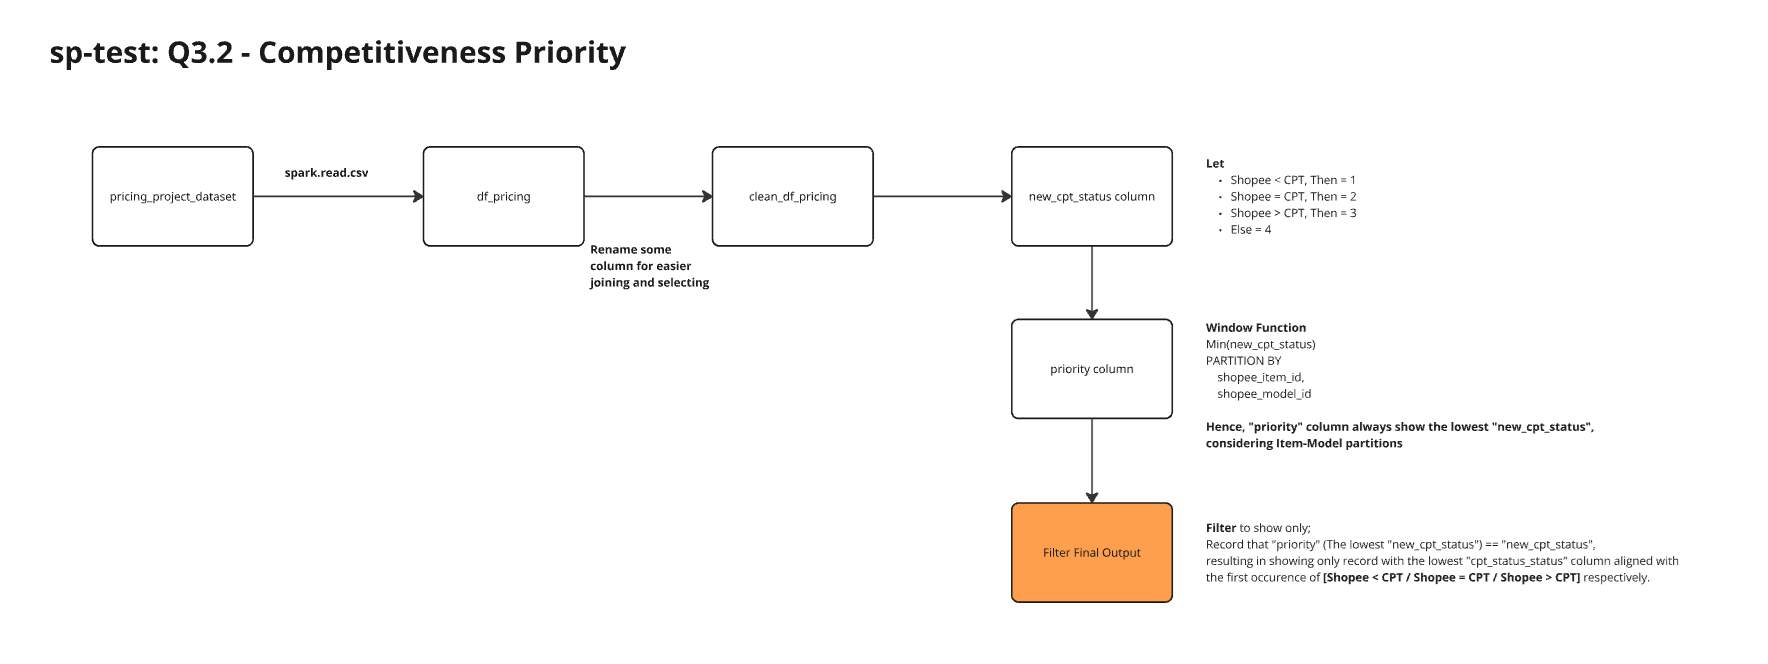 sp-test: Q3.2 - Competitiveness Priority
pricing_project_dataset
spark.read.csv
df_pricing
Rename some
column for easier
joining and selecting
clean_df_pricing
new_cpt_status column
Let
• Shopee < CPT, Then = 1
• Shopee = CPT, Then = 2
• Shopee > CPT, Then = 3
• Else = 4
priority column
Window Function
Min(new_cpt_status)
PARTITION BY
shopee_item_id,
shopee_model_id
Hence, "priority" column always show the lowest "new_cpt_status",
considering Item-Model partitions
Filter Final Output
Filter to show only;
Record that "priority" (The lowest "new_cpt_status") == "new_cpt_status",
resulting in showing only record with the lowest "cpt_status_status" column aligned with
the first occurence of [Shopee < CPT / Shopee = CPT / Shopee > CPT] respectively.